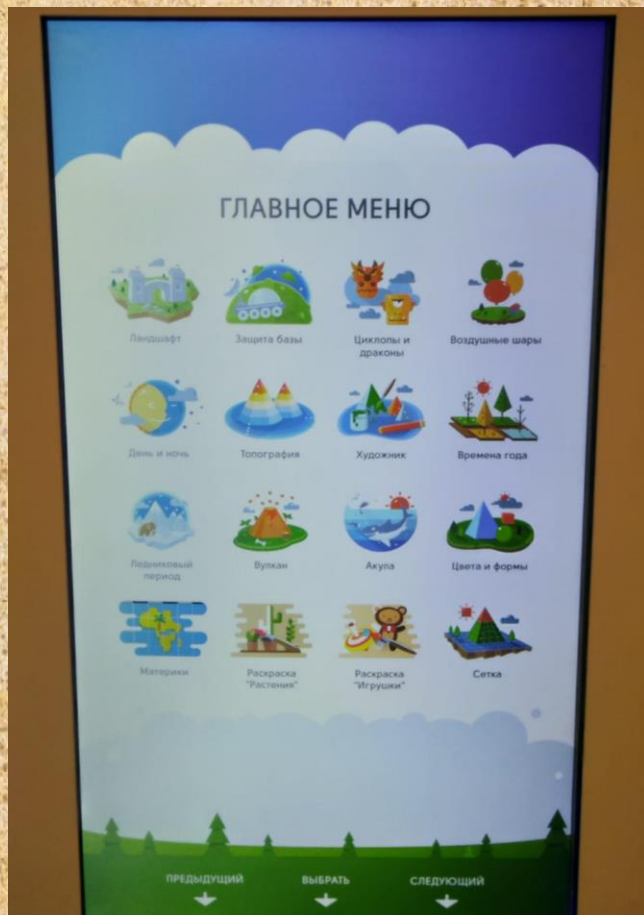 ГЛАВНОЕ МЕНЮ
Ландшафт
Защита базы
Циклопы и
драконы
Воздушные шары
День и ночь
Топография
Художник
Времена года
Ледниковый
период
Вулкан
Акула
Цвета и формы
Материки
Раскраска
"Растения"
Раскраска
"Игрушки"
Сетка
ПРЕДЫДУЩИЙ
ВЫБРАТЬ
СЛЕДУЮЩИЙ